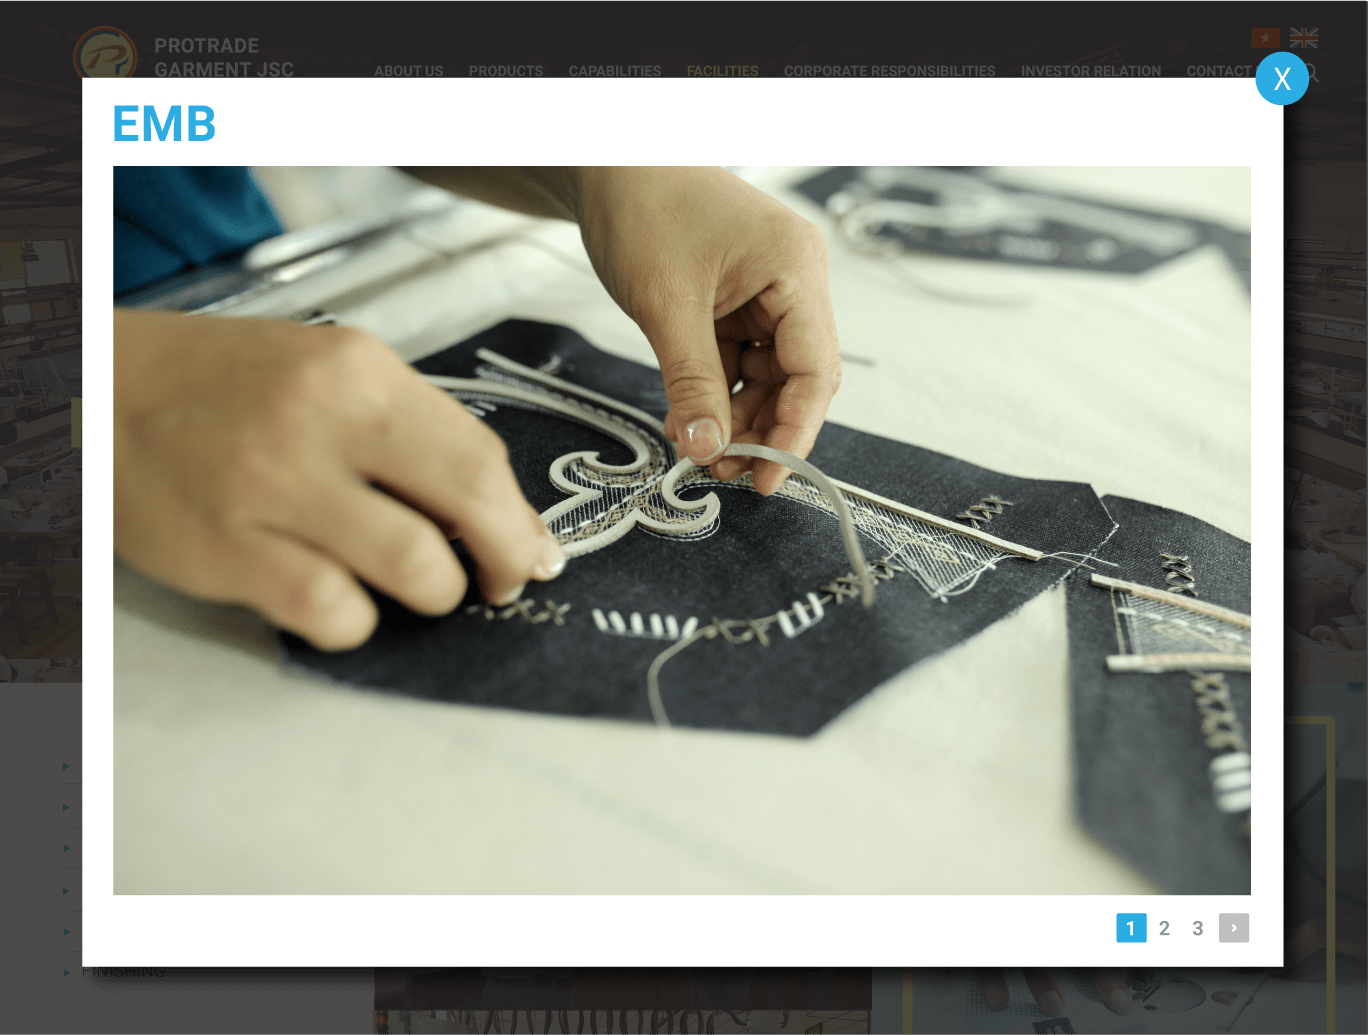 PROTRADE
GARMENT JSC
ABOUT US PRODUCTS CAPABILITIES FACILITIES CORPORATE RESPONSIBILITIES INVESTOR RELATION CONTACT
X
EMB
1 2 3 >
FINISHING